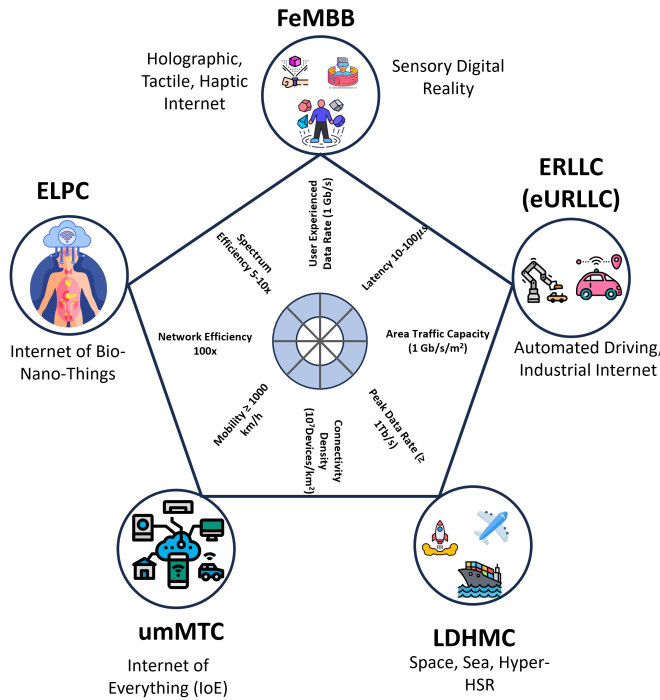 FeMBB
Holographic,
Tactile, Haptic
Internet
Sensory Digital
Reality
ERLLC
(eURLLC)
ELPC
User Experienced
Data Rate (1 Gb/s)
Spectrum
Efficiency 5-10x
Latency 10-100μs
Network Efficiency
100x
Area Traffic Capacity
(1 Gb/s/m²)
Internet of Bio-
Nano-Things
Automated Driving,
Industrial Internet
Mobility ≥ 1000
km/h
Connectivity
Density
(10⁷Devices/km²)
Peak Data Rate (≥
1Tb/s)
umMTC
Internet of
Everything (IoE)
LDHMC
Space, Sea, Hyper-
HSR